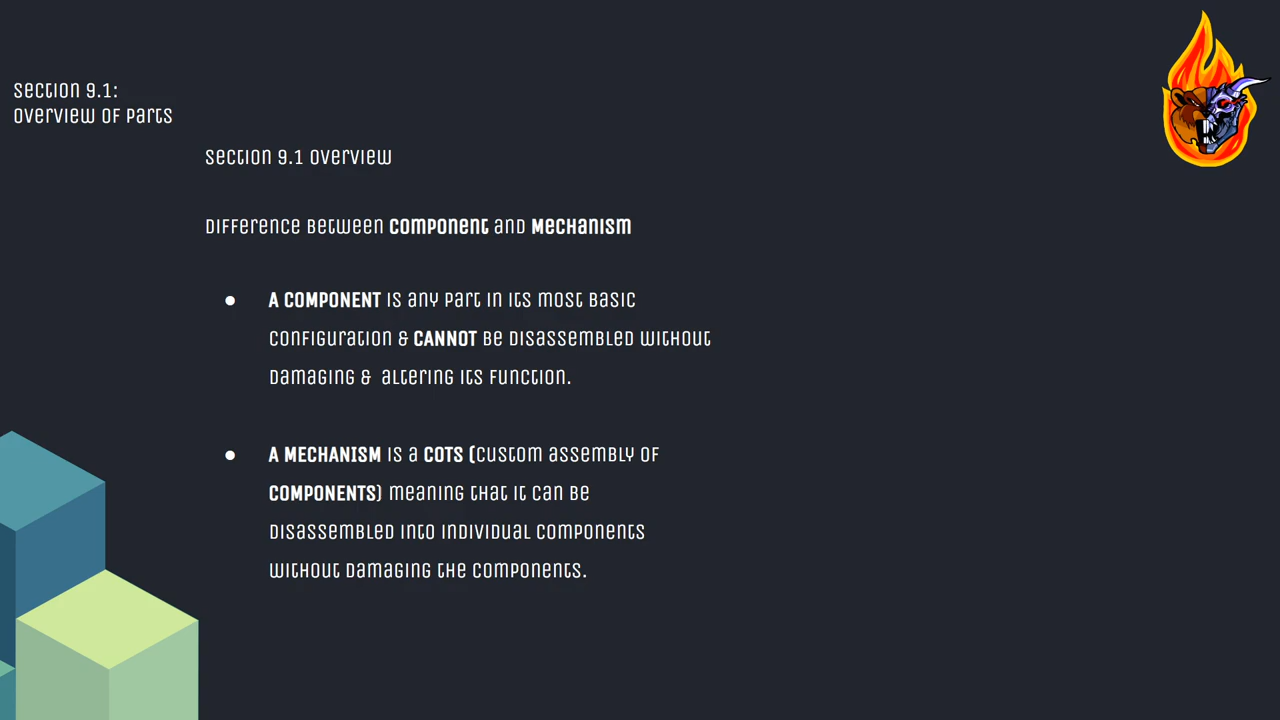 Section 9.1:
Overview of Parts
Section 9.1 Overview
Difference between Component and Mechanism
● A COMPONENT is any part in its most basic
configuration & CANNOT be disassembled without
damaging & altering its function.
● A MECHANISM is a COTS (custom assembly of
COMPONENTS) meaning that it can be
disassembled into individual components
without damaging the components.